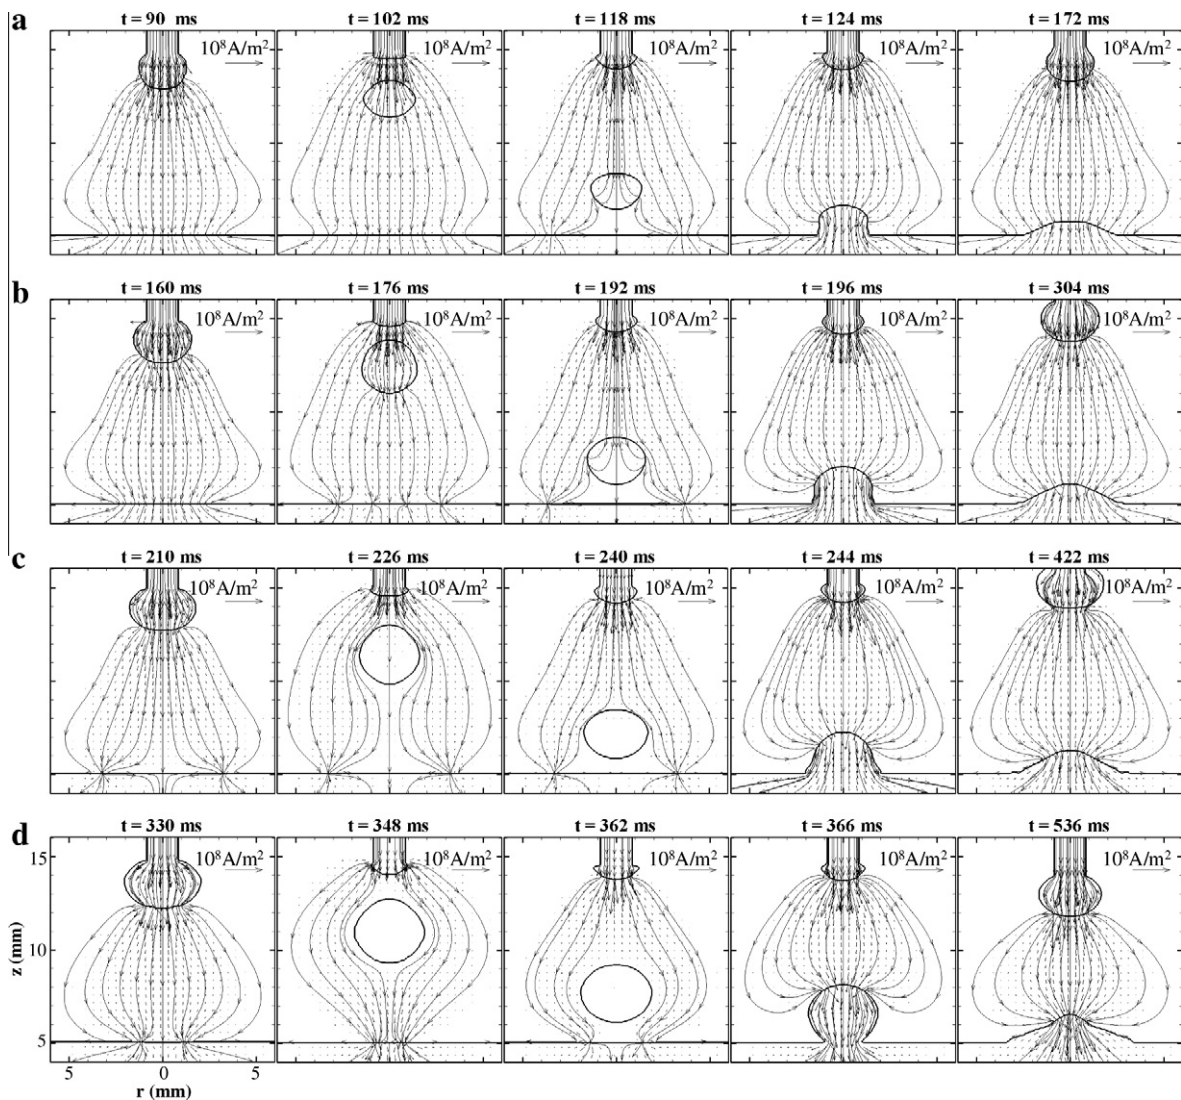 a
t = 90 ms t = 102 ms t = 118 ms t = 124 ms t = 172 ms
10⁸A/m² 10⁸A/m² 10⁸A/m² 10⁸A/m² 10⁸A/m²
b
t = 160 ms t = 176 ms t = 192 ms t = 196 ms t = 304 ms
10⁸A/m² 10⁸A/m² 10⁸A/m² 10⁸A/m² 10⁸A/m²
c
t = 210 ms t = 226 ms t = 240 ms t = 244 ms t = 422 ms
10⁸A/m² 10⁸A/m² 10⁸A/m² 10⁸A/m² 10⁸A/m²
d
t = 330 ms t = 348 ms t = 362 ms t = 366 ms t = 536 ms
10⁸A/m² 10⁸A/m² 10⁸A/m² 10⁸A/m² 10⁸A/m²
15
z (mm)
10
5
5 0 5
r (mm)